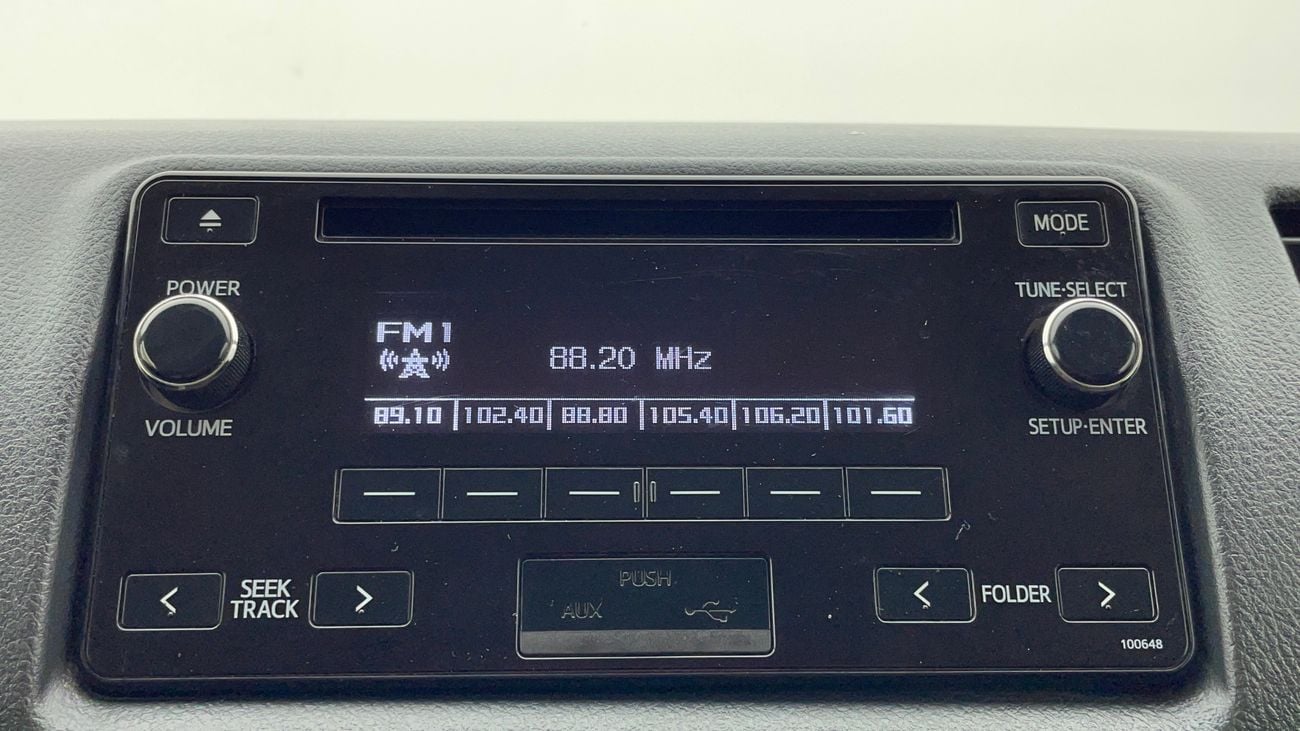 MODE
POWER
TUNE·SELECT
FM1
88.20 MHz
89.10 102.40 88.80 105.40 106.20 101.60
VOLUME
SETUP·ENTER
PUSH
AUX
SEEK
TRACK
FOLDER
100648